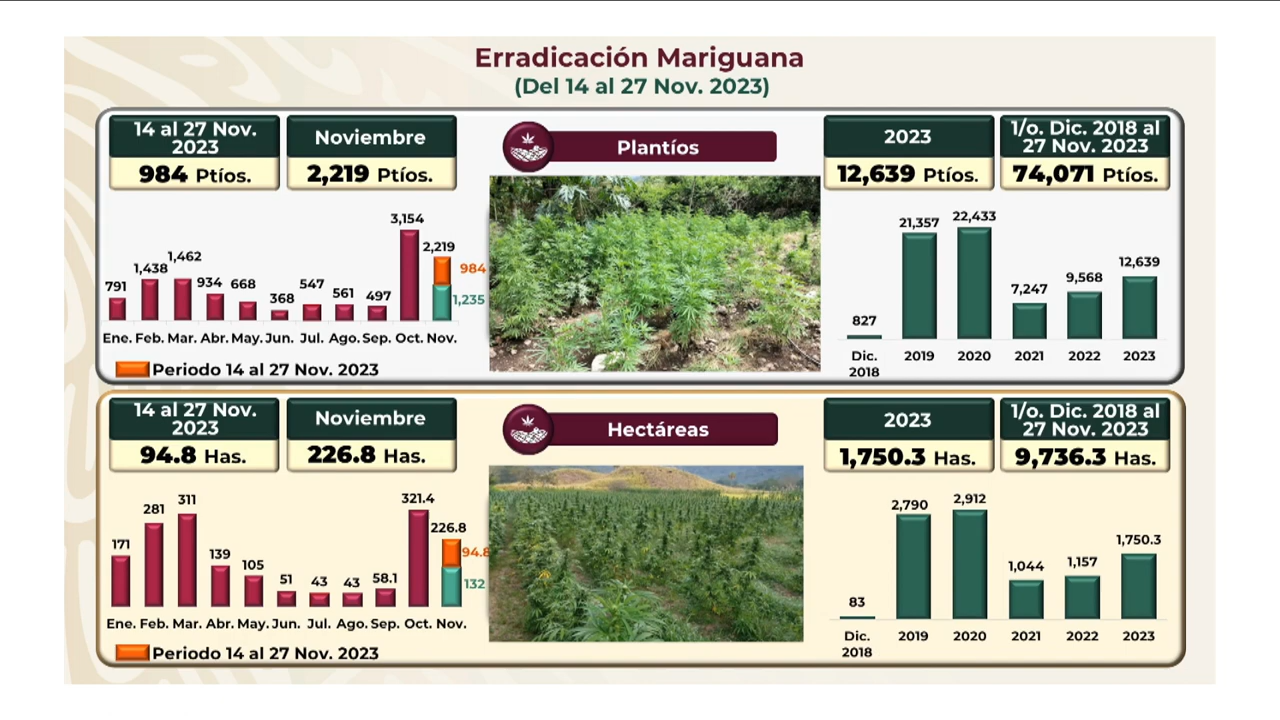 Erradicación Mariguana
(Del 14 al 27 Nov. 2023)
14 al 27 Nov.
2023
984 Ptíos.
Noviembre
2,219 Ptíos.
Plantíos
2023
12,639 Ptíos.
1/o. Dic. 2018 al
27 Nov. 2023
74,071 Ptíos.
791
1,438
1,462
934
668
368
547
561
497
3,154
2,219
984
1,235
Ene. Feb. Mar. Abr. May. Jun. Jul. Ago. Sep. Oct. Nov.
Periodo 14 al 27 Nov. 2023
827
21,357
22,433
7,247
9,568
12,639
Dic. 2019 2020 2021 2022 2023
2018
14 al 27 Nov.
2023
94.8 Has.
Noviembre
226.8 Has.
Hectáreas
2023
1,750.3 Has.
1/o. Dic. 2018 al
27 Nov. 2023
9,736.3 Has.
171
281
311
139
105
51
43
43
58.1
321.4
226.8
94.8
132
Ene. Feb. Mar. Abr. May. Jun. Jul. Ago. Sep. Oct. Nov.
Periodo 14 al 27 Nov. 2023
83
2,790
2,912
1,044
1,157
1,750.3
Dic. 2019 2020 2021 2022 2023
2018